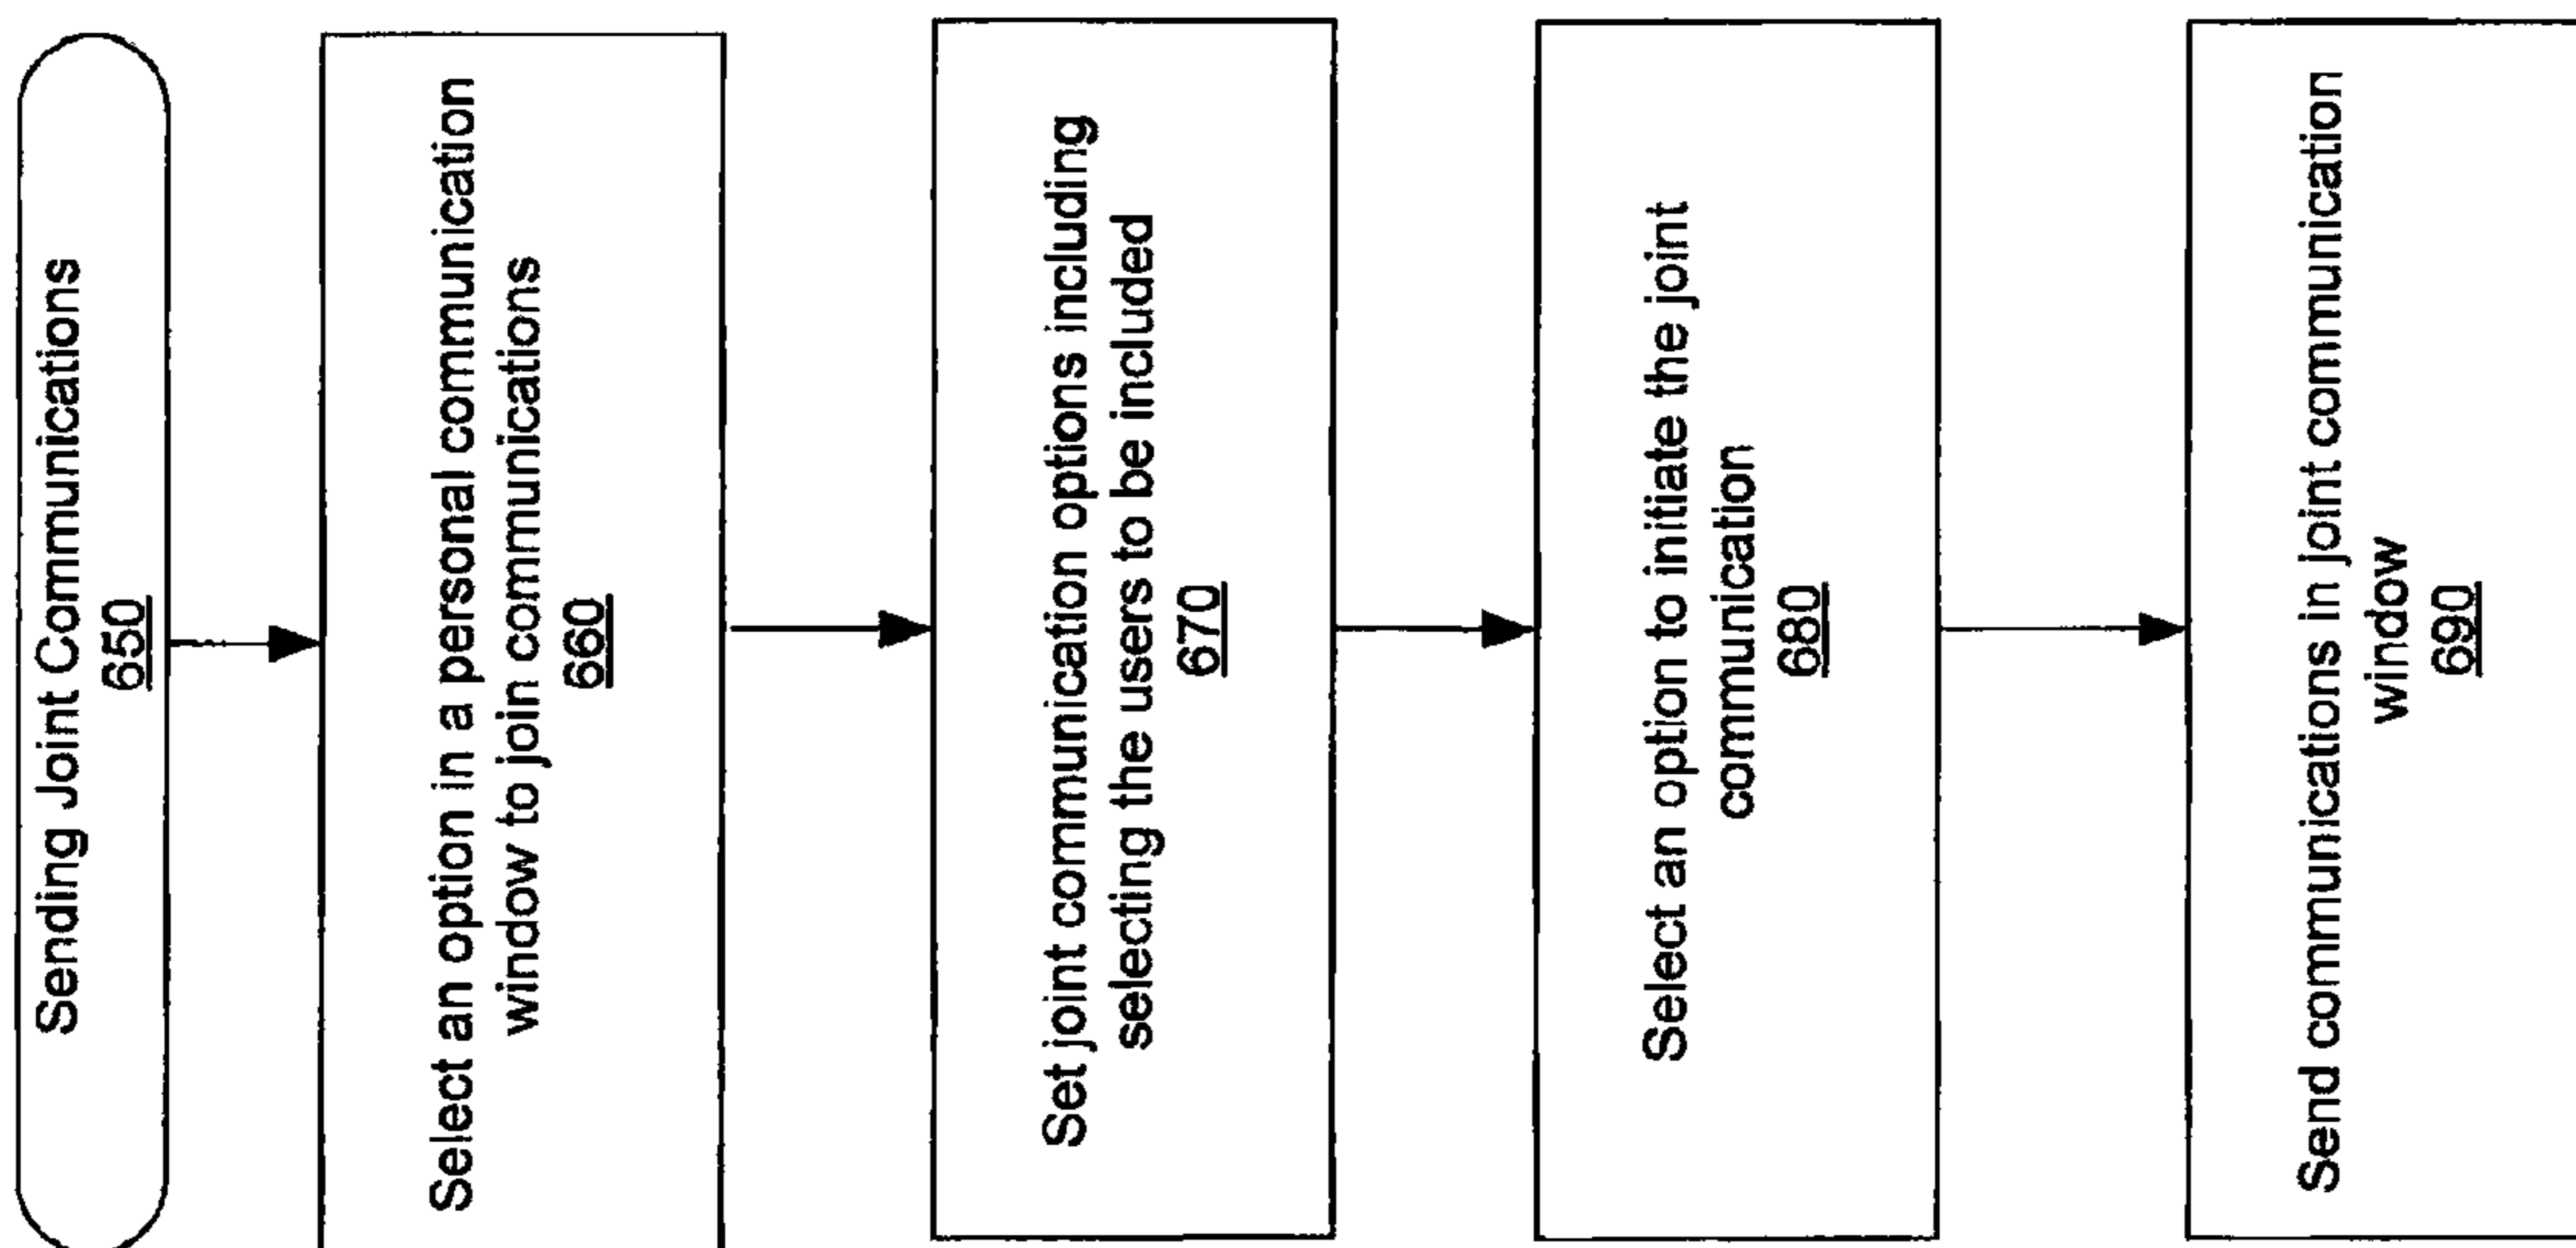 Sending Joint Communications
650
Select an option in a personal communication
window to join communications
660
Set joint communication options including
selecting the users to be included
670
Select an option to initiate the joint
communication
680
Send communications in joint communication
window
690